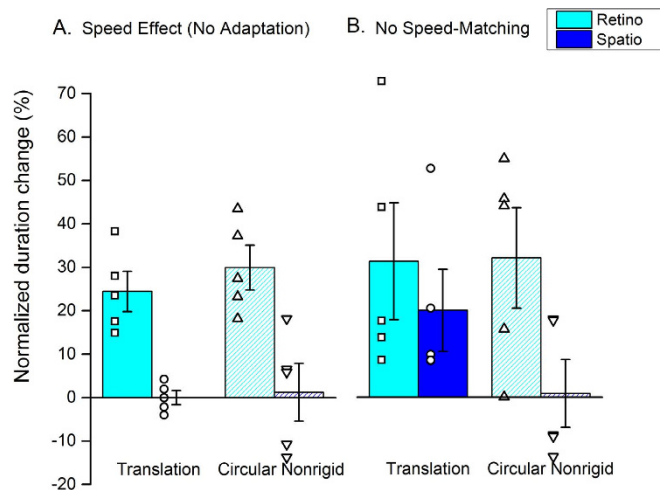 A. Speed Effect (No Adaptation)
B. No Speed-Matching
Retino
Spatio
Normalized duration change (%)
70
60
50
40
30
20
10
0
-10
-20
Translation
Circular Nonrigid
Translation
Circular Nonrigid